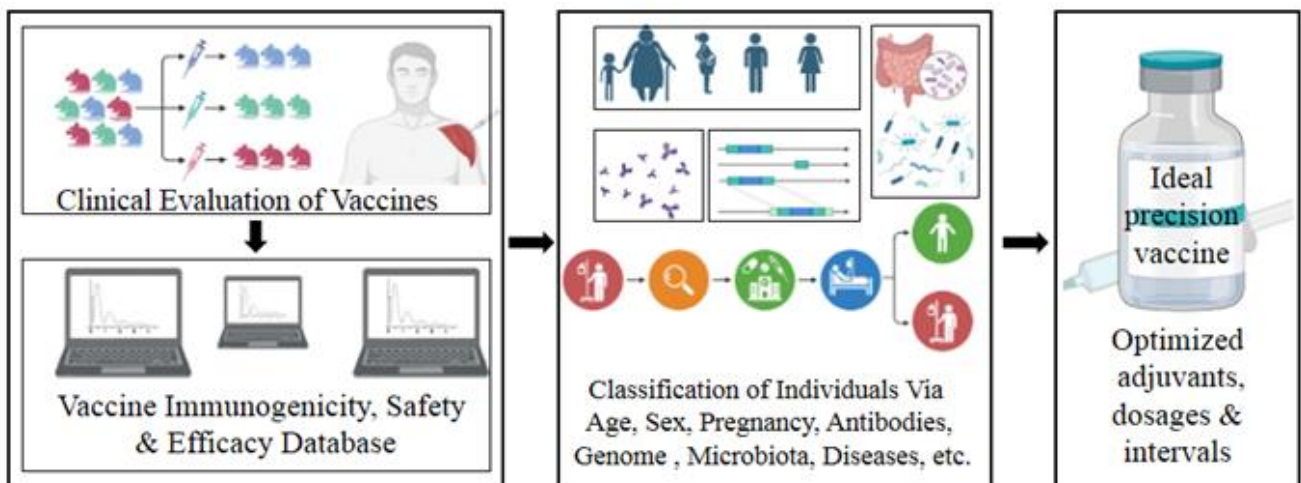 Clinical Evaluation of Vaccines
Vaccine Immunogenicity, Safety
& Efficacy Database
Classification of Individuals Via
Age, Sex, Pregnancy, Antibodies,
Genome , Microbiota, Diseases, etc.
Ideal
precision
vaccine
Optimized
adjuvants,
dosages &
intervals